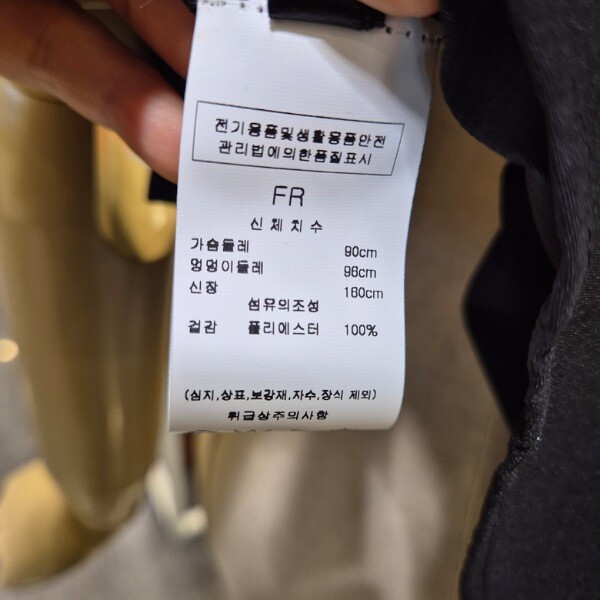 전기용품및생활용품안전
관리법에의한품질표시
FR
신체치수
가슴둘레 90cm
엉덩이둘레 98cm
신장 160cm
섬유의조성
겉감 폴리에스터 100%
(심지,상표,보강재,자수,장식 제외)
취급상주의사항